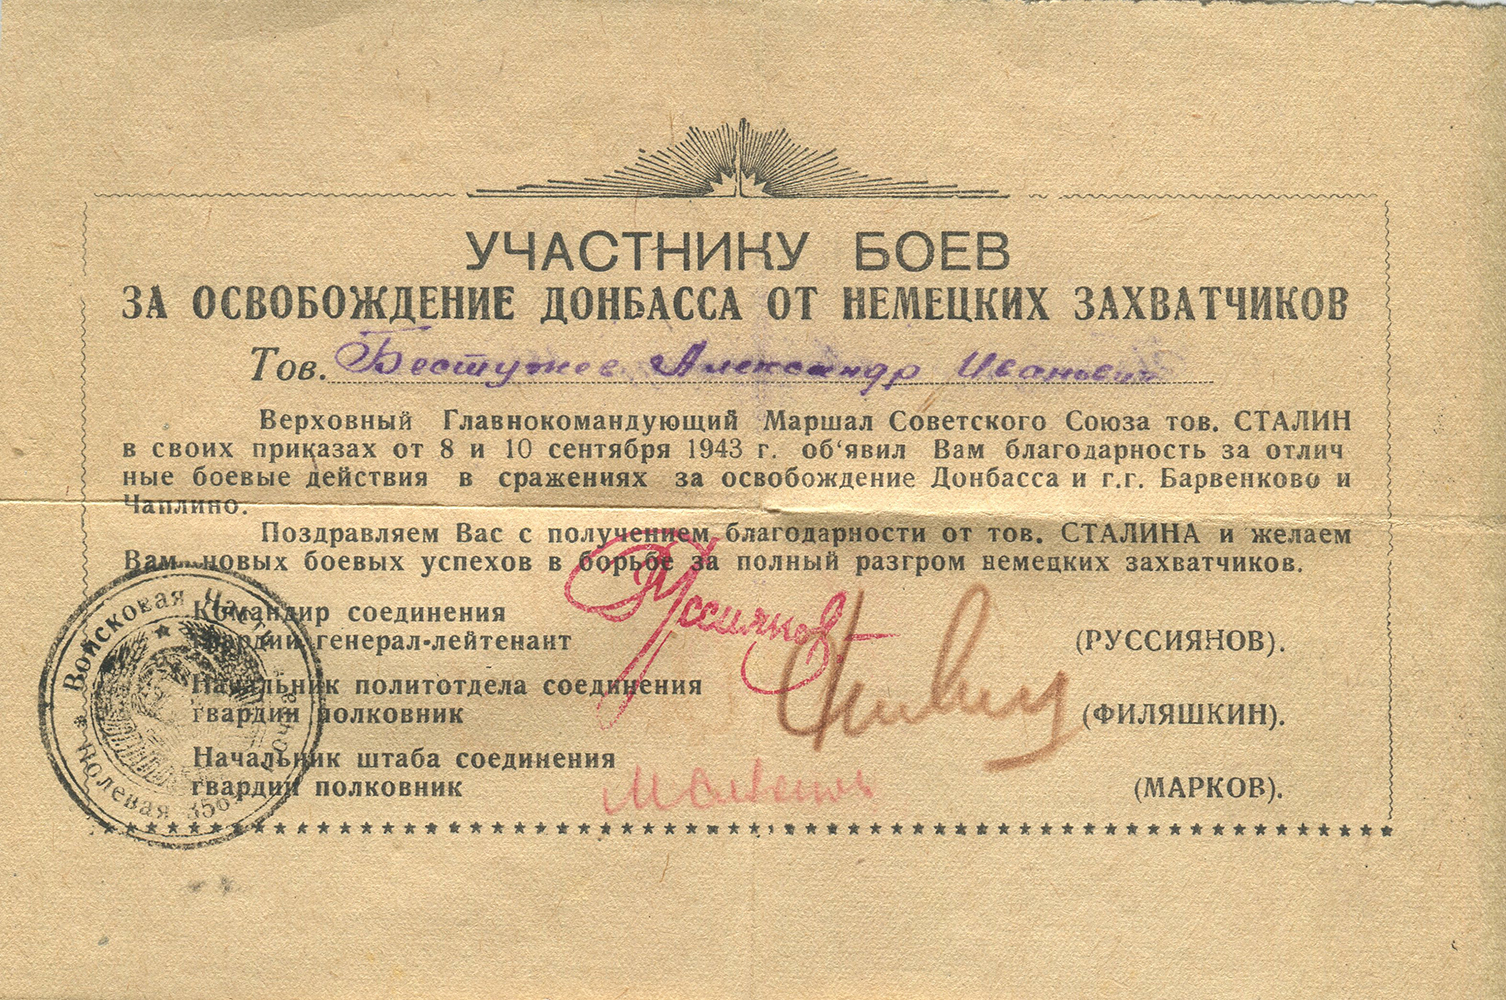 УЧАСТНИКУ БОЕВ
ЗА ОСВОБОЖДЕНИЕ ДОНБАССА ОТ НЕМЕЦКИХ ЗАХВАТЧИКОВ
Тов. Бестужев Александр Иванович
Верховный Главнокомандующий Маршал Советского Союза тов. СТАЛИН
в своих приказах от 8 и 10 сентября 1943 г. об‘явил Вам благодарность за отлич
ные боевые действия в сражениях за освобождение Донбасса и г.г. Барвенково и
Чаплино.
Поздравляем Вас с получением благодарности от тов. СТАЛИНА и желаем
Вам новых боевых успехов в борьбе за полный разгром немецких захватчиков.
Командир соединения
гвардии генерал-лейтенант Руссиянов (РУССИЯНОВ).
Начальник политотдела соединения
гвардии полковник (ФИЛЯШКИН).
Начальник штаба соединения
гвардии полковник (МАРКОВ).
Войсковая Часть
Полевая почта